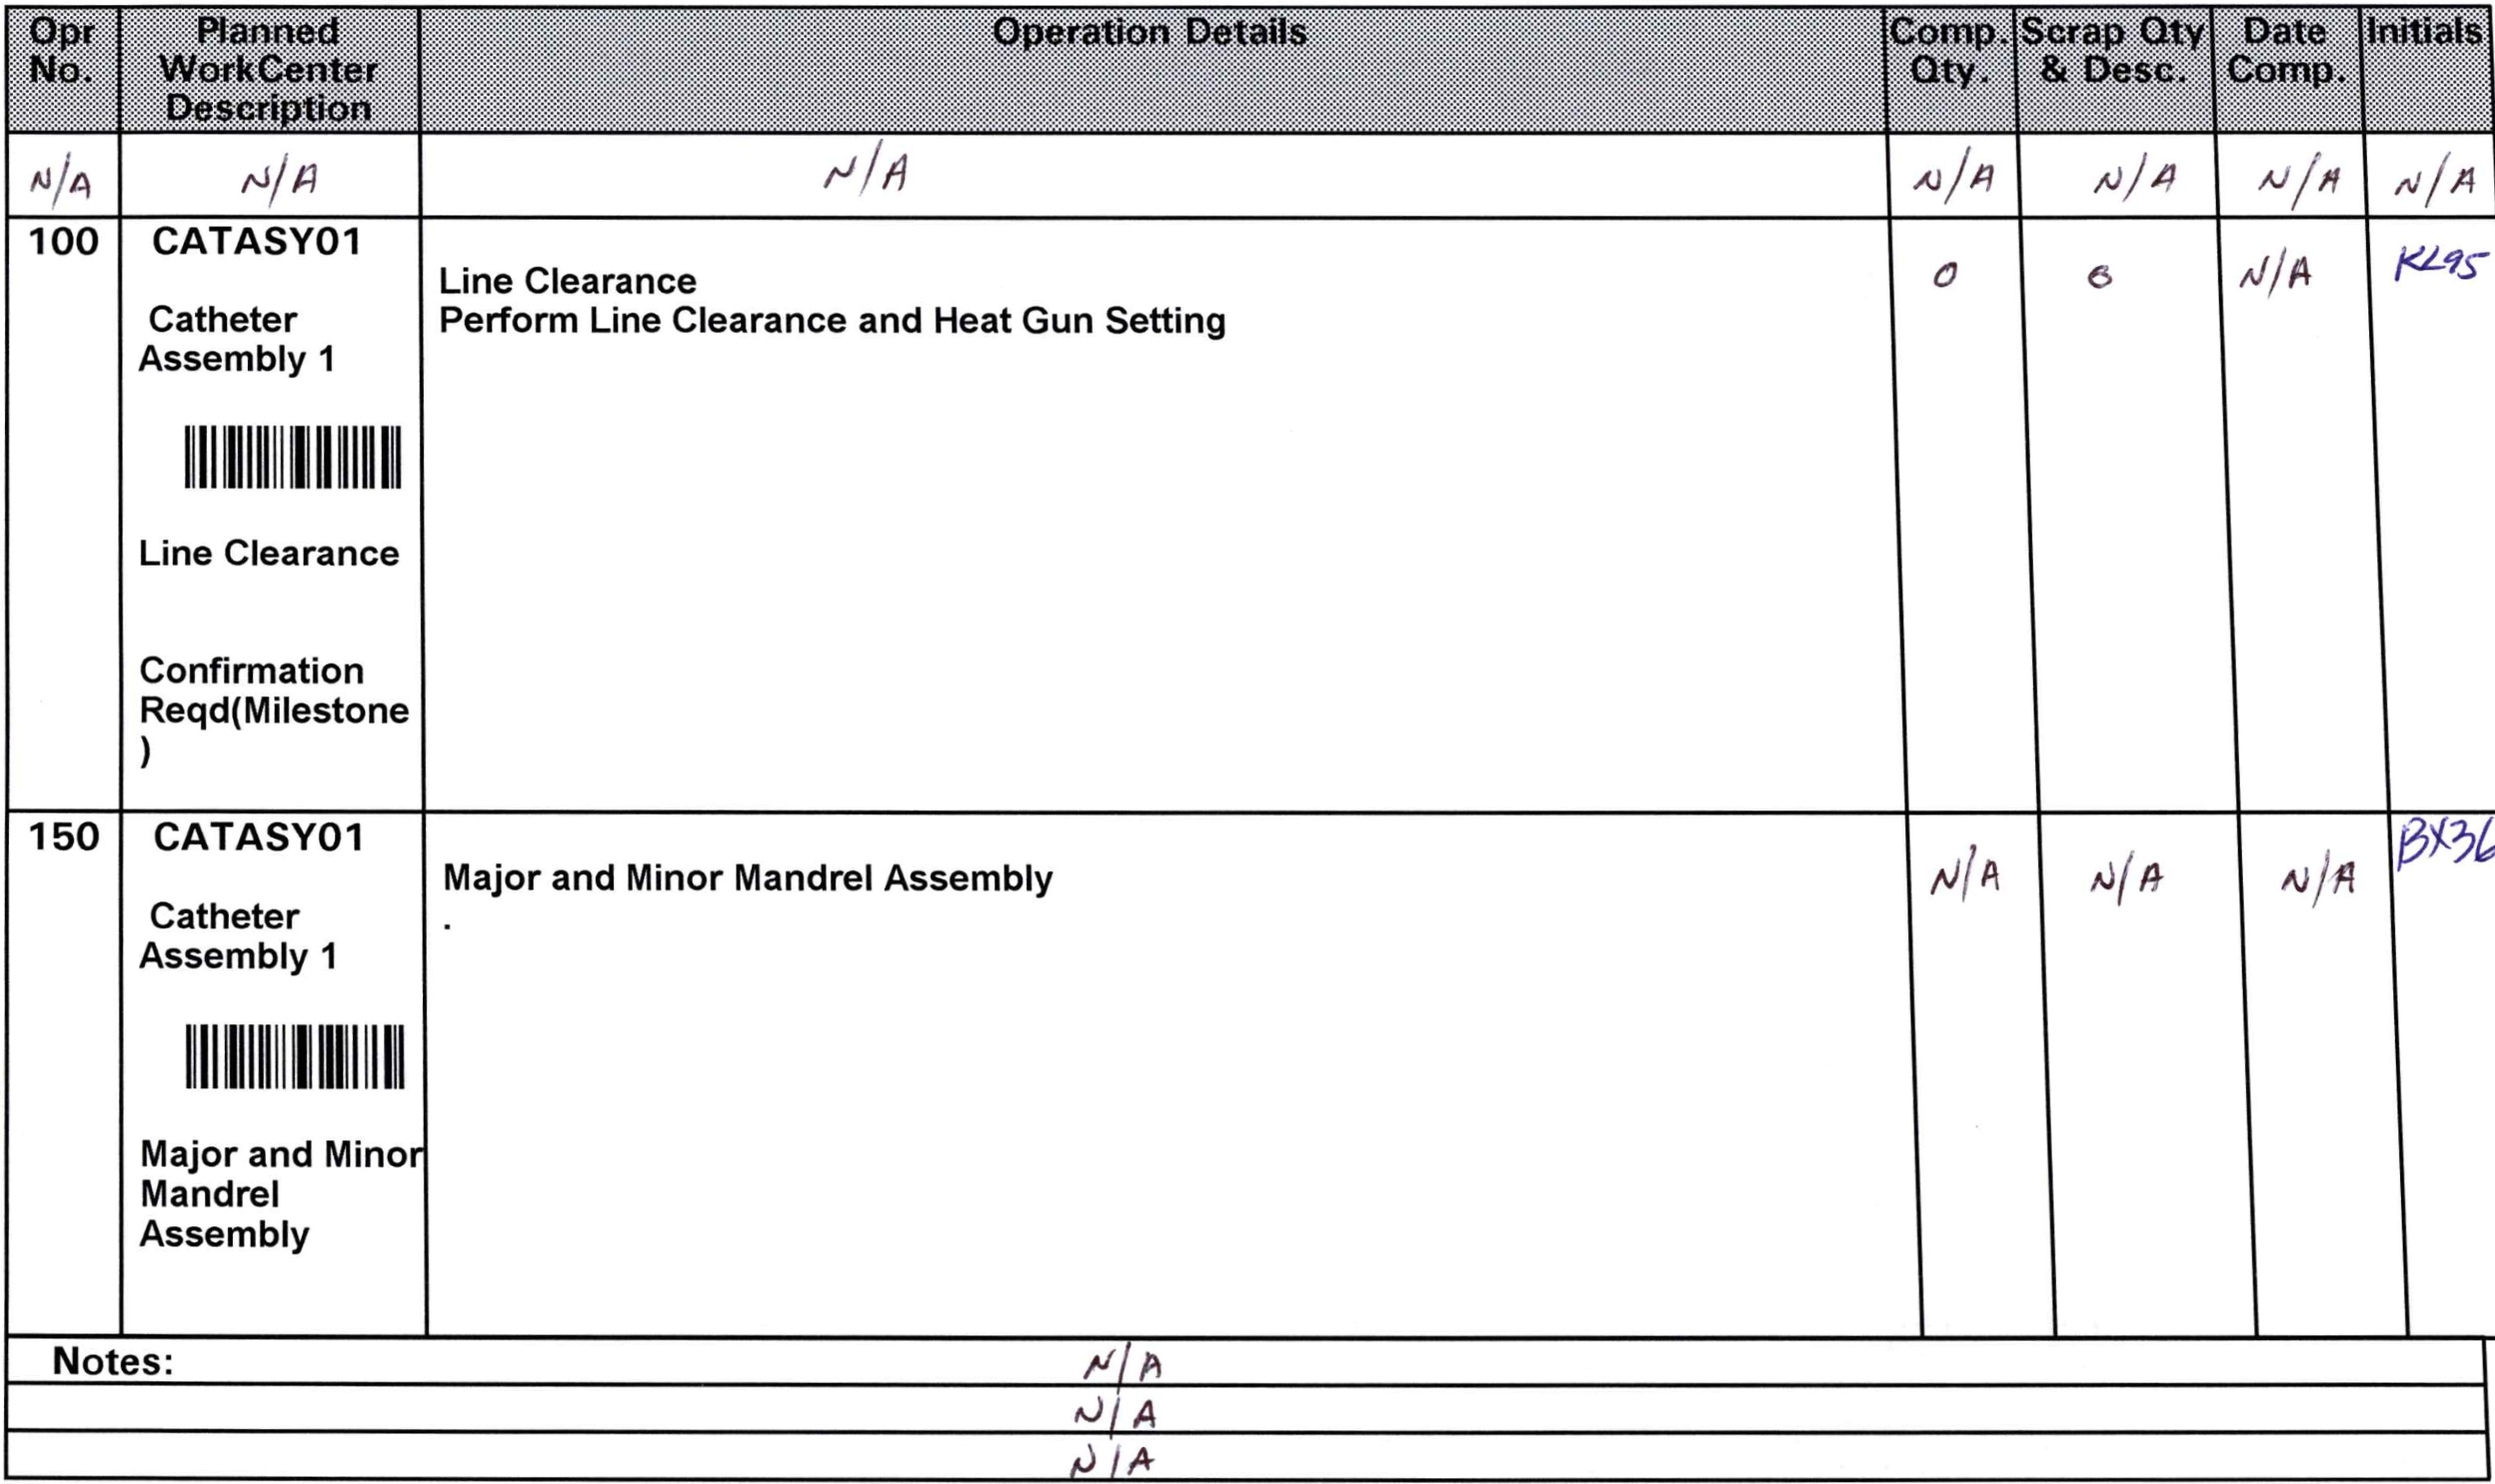 Opr No. Planned WorkCenter Description Operation Details Comp. Qty. Scrap Qty & Desc. Date Comp. Initials
N/A N/A N/A N/A N/A N/A N/A
100 CATASY01
Line Clearance 0 0 N/A KL95
Catheter Perform Line Clearance and Heat Gun Setting
Assembly 1
Line Clearance
Confirmation
Reqd(Milestone
)
150 CATASY01 BX36
Major and Minor Mandrel Assembly N/A N/A N/A
Catheter .
Assembly 1
Major and Minor
Mandrel
Assembly
Notes: N/A
N/A
N/A